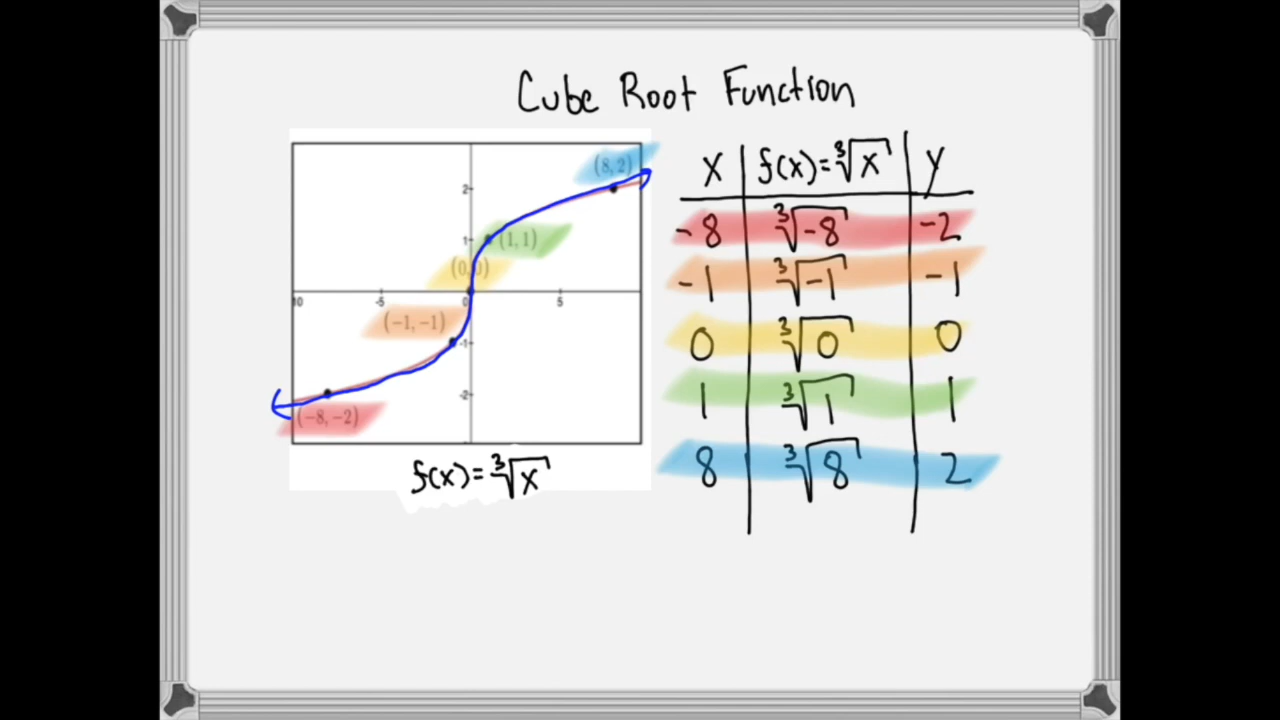 Cube Root Function
(8, 2)
2
1
(1, 1)
(0, 0)
10 -5 0 5
(-1, -1)
-1
-2
(-8, -2)
f(x)=∛x
x f(x)=∛x y
-8 ∛-8 -2
-1 ∛-1 -1
0 ∛0 0
1 ∛1 1
8 ∛8 2